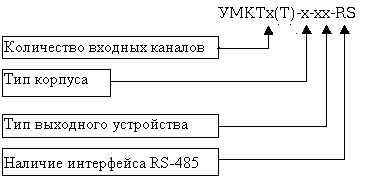 УМКТх(Т)-х-хх-RS
Количество входных каналов
Тип корпуса
Тип выходного устройства
Наличие интерфейса RS-485